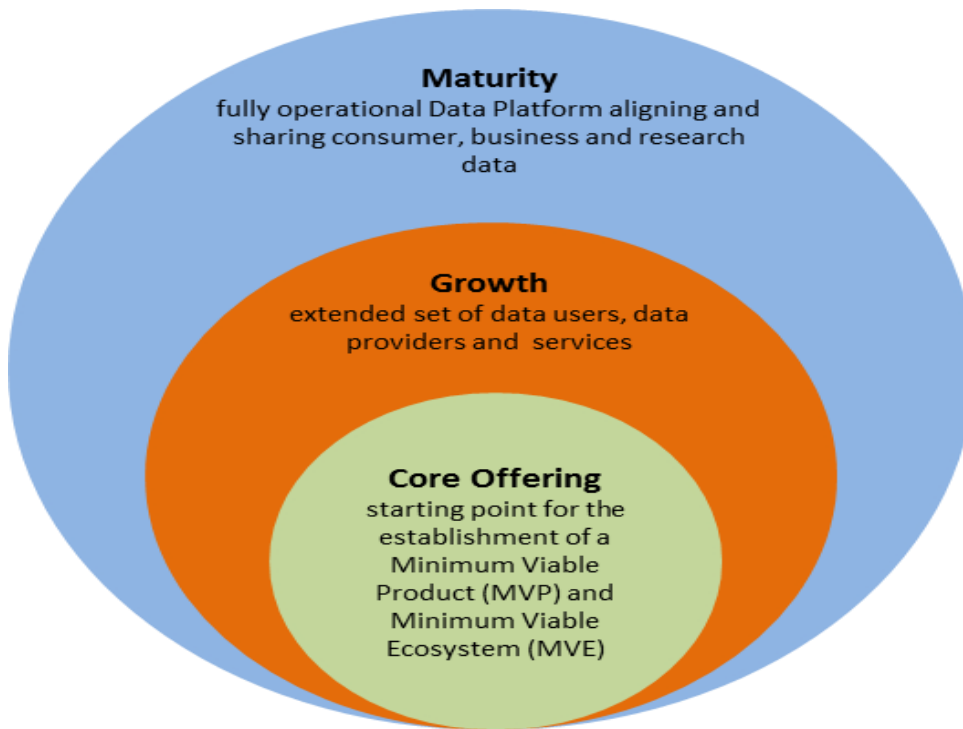 Maturity
fully operational Data Platform aligning and
sharing consumer, business and research
data
Growth
extended set of data users, data
providers and services
Core Offering
starting point for the
establishment of a
Minimum Viable
Product (MVP) and
Minimum Viable
Ecosystem (MVE)